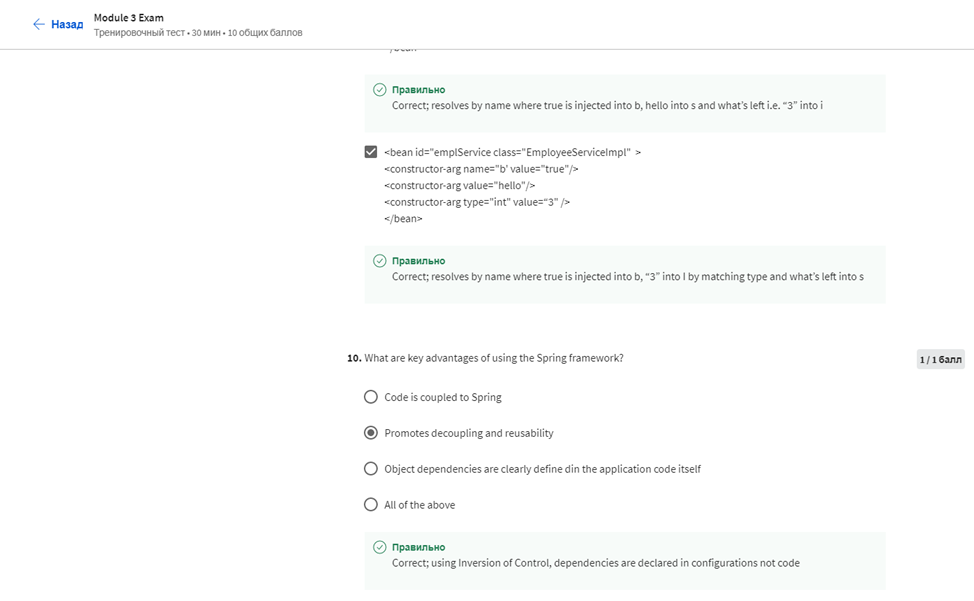 Назад
Module 3 Exam
Тренировочный тест • 30 мин • 10 общих баллов
/bean
Правильно
Correct; resolves by name where true is injected into b, hello into s and what's left i.e. “3” into i
<bean id="emplService class="EmployeeServiceImpl" >
<constructor-arg name="b' value="true"/>
<constructor-arg value="hello"/>
<constructor-arg type="int" value=“3” />
</bean>
Правильно
Correct; resolves by name where true is injected into b, “3” into I by matching type and what's left into s
10. What are key advantages of using the Spring framework?
1 / 1 балл
Code is coupled to Spring
Promotes decoupling and reusability
Object dependencies are clearly define din the application code itself
All of the above
Правильно
Correct; using Inversion of Control, dependencies are declared in configurations not code